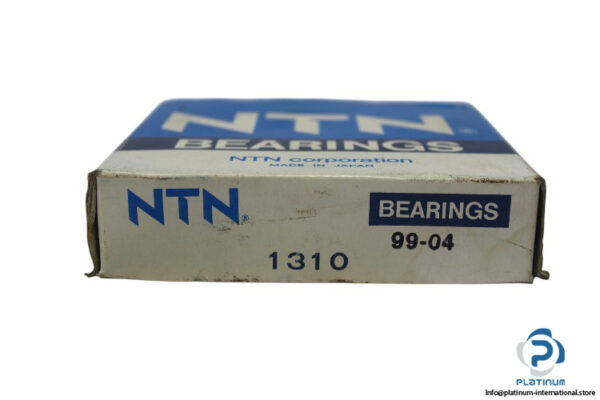 NTN®
BEARINGS
NTN corporation
MADE IN JAPAN
NTN®
BEARINGS
99-04
1310
PLATINUM
Info@platinum-international.store